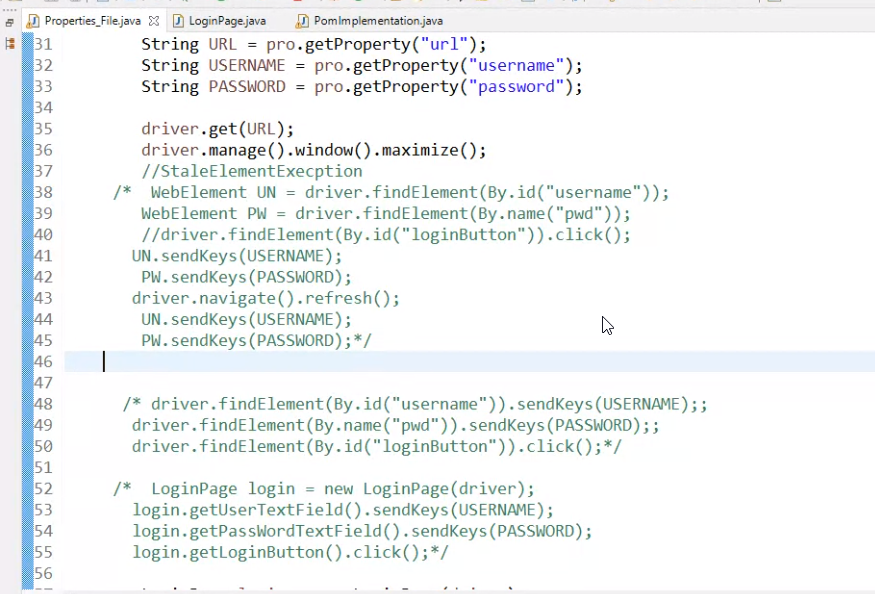 Properties_File.java LoginPage.java PomImplementation.java
31 String URL = pro.getProperty("url");
32 String USERNAME = pro.getProperty("username");
33 String PASSWORD = pro.getProperty("password");
34
35 driver.get(URL);
36 driver.manage().window().maximize();
37 //StaleElementExecption
38 /* WebElement UN = driver.findElement(By.id("username"));
39 WebElement PW = driver.findElement(By.name("pwd"));
40 //driver.findElement(By.id("loginButton")).click();
41 UN.sendKeys(USERNAME);
42 PW.sendKeys(PASSWORD);
43 driver.navigate().refresh();
44 UN.sendKeys(USERNAME);
45 PW.sendKeys(PASSWORD);*/
46
47
48 /* driver.findElement(By.id("username")).sendKeys(USERNAME);;
49 driver.findElement(By.name("pwd")).sendKeys(PASSWORD);;
50 driver.findElement(By.id("loginButton")).click();*/
51
52 /* LoginPage login = new LoginPage(driver);
53 login.getUserTextField().sendKeys(USERNAME);
54 login.getPassWordTextField().sendKeys(PASSWORD);
55 login.getLoginButton().click();*/
56